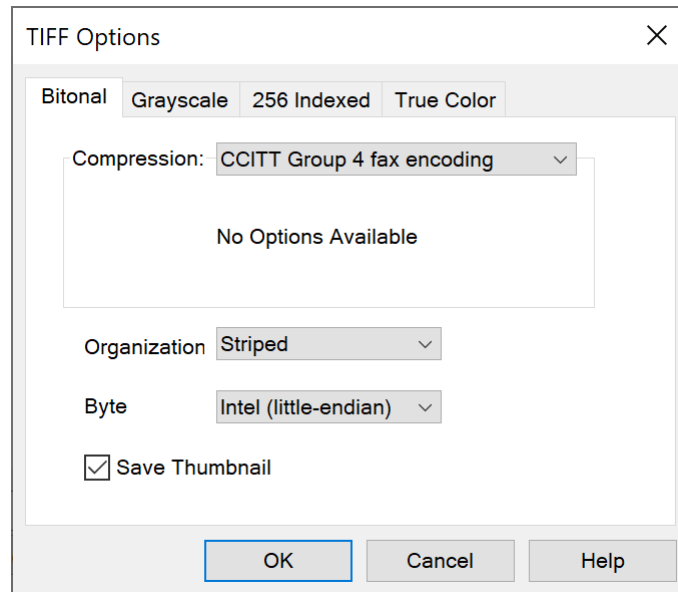 TIFF Options
Bitonal Grayscale 256 Indexed True Color
Compression: CCITT Group 4 fax encoding
No Options Available
Organization Striped
Byte Intel (little-endian)
Save Thumbnail
OK Cancel Help